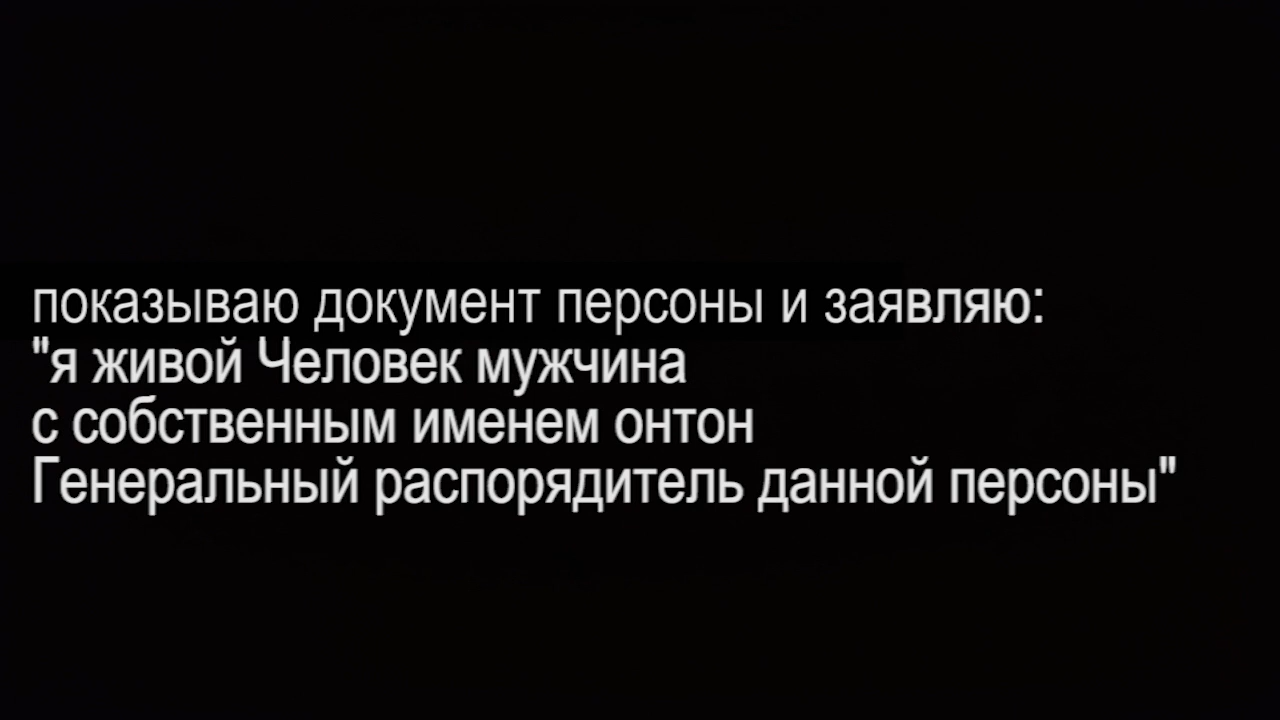 показываю документ персоны и заявляю:
"я живой Человек мужчина
с собственным именем онтон
Генеральный распорядитель данной персоны"